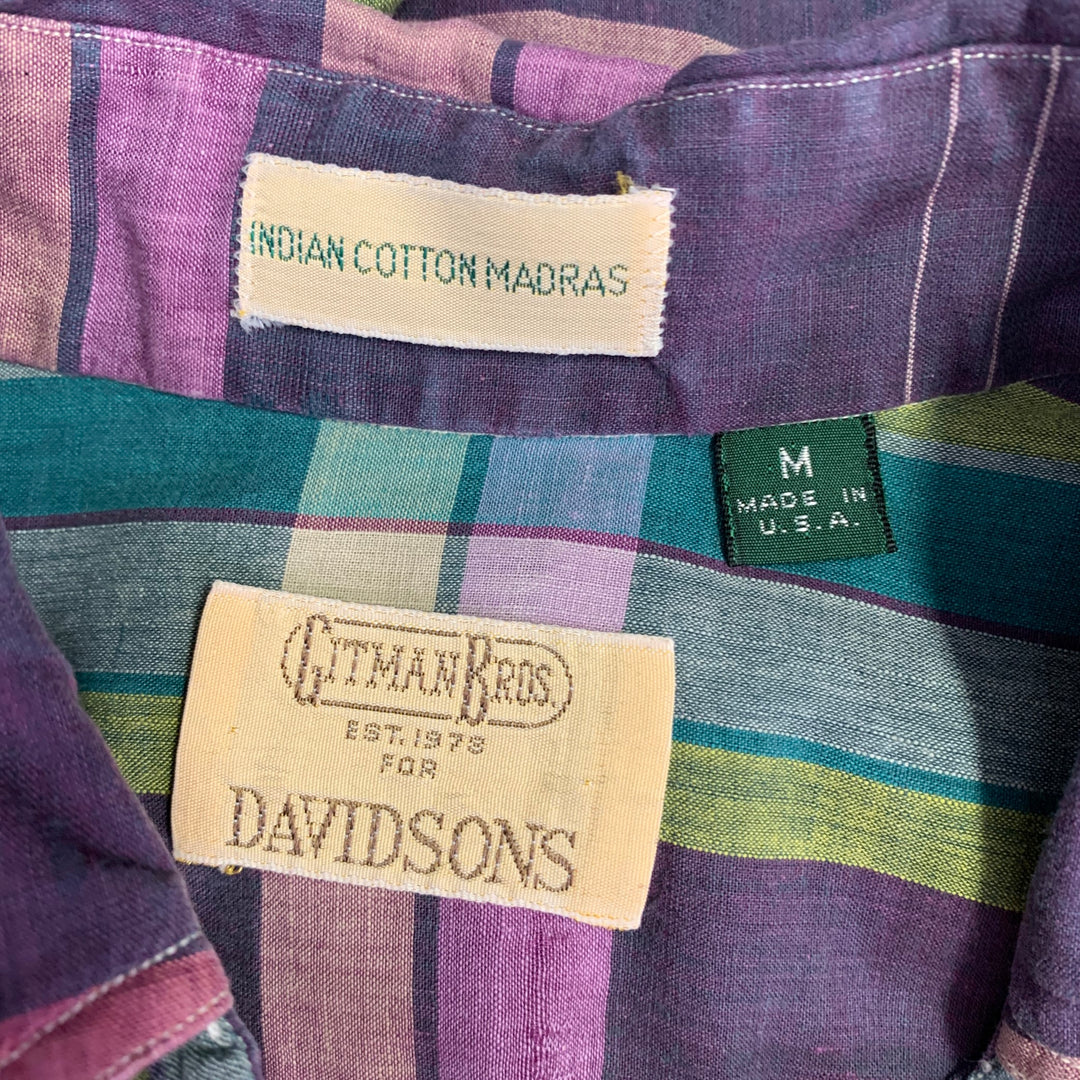 INDIAN COTTON MADRAS
M
MADE IN
U.S.A.
GITMAN BROS.
EST. 1978
FOR
DAVIDSONS